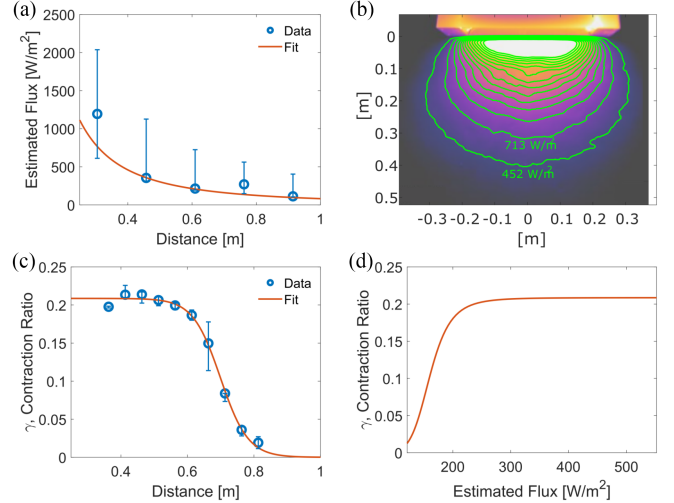 (a)
2500
2000
1500
1000
500
0
Estimated Flux [W/m²]
Data
Fit
0.4 0.6 0.8 1
Distance [m]
(b)
0
0.1
0.2
0.3
0.4
0.5
[m]
713 W/m²
452 W/m²
-0.3 -0.2 -0.1 0 0.1 0.2 0.3
[m]
(c)
0.25
0.2
0.15
0.1
0.05
0
γ, Contraction Ratio
Data
Fit
0.4 0.6 0.8 1
Distance [m]
(d)
0.25
0.2
0.15
0.1
0.05
0
γ, Contraction Ratio
200 300 400 500
Estimated Flux [W/m²]